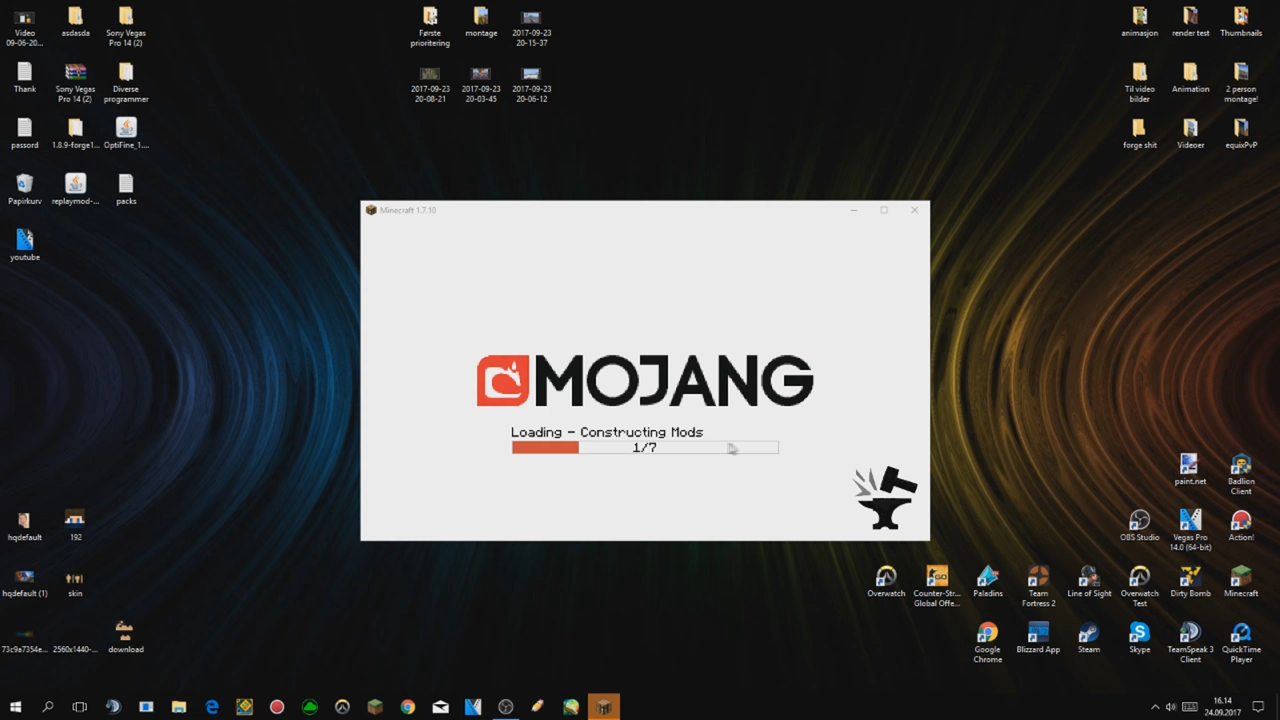 Video
09-06-20...
asdasda
Sony Vegas
Pro 14 (2)
Første
prioritering
montage
2017-09-23
20-15-37
animasjon
render test
Thumbnails
Thank
Sony Vegas
Pro 14 (2)
Diverse
programmer
2017-09-23
20-08-21
2017-09-23
20-03-45
2017-09-23
20-06-12
Til video
bilder
Animation
2 person
montage!
passord
1.8.9-forge1...
OptiFine_1....
forge shit
Videoer
equixPvP
Papirkurv
replaymod-...
packs
youtube
Minecraft 1.7.10
MOJANG
Loading - Constructing Mods
1/7
paint.net
Badlion
Client
hqdefault
192
OBS Studio
Vegas Pro
14.0 (64-bit)
Action!
hqdefault (1)
skin
Overwatch
Counter-Str...
Global Offe...
Paladins
Team
Fortress 2
Line of Sight
Overwatch
Test
Dirty Bomb
Minecraft
73c9a7354e...
2560x1440-...
download
Google
Chrome
Blizzard App
Steam
Skype
TeamSpeak 3
Client
QuickTime
Player
16.14
24.09.2017